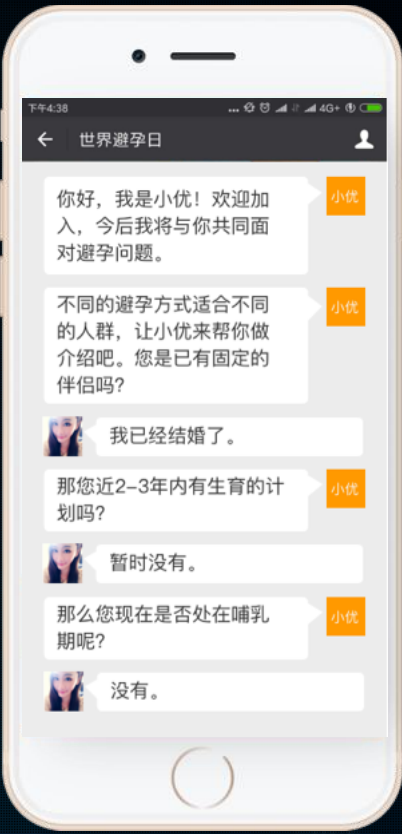 下午4:38 ... 4G+
世界避孕日
你好，我是小优！欢迎加
入，今后我将与你共同面
对避孕问题。
小优
不同的避孕方式适合不同
的人群，让小优来帮你做
介绍吧。您是已有固定的
伴侣吗?
小优
我已经结婚了。
那您近2-3年内有生育的计
划吗?
小优
暂时没有。
那么您现在是否处在哺乳
期呢?
小优
没有。